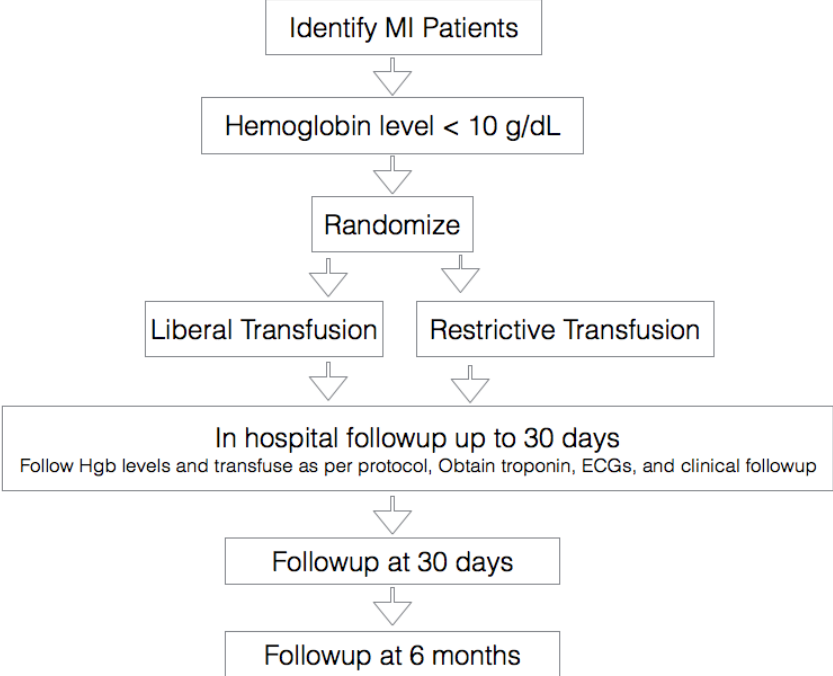 Identify MI Patients
Hemoglobin level < 10 g/dL
Randomize
Liberal Transfusion
Restrictive Transfusion
In hospital followup up to 30 days
Follow Hgb levels and transfuse as per protocol, Obtain troponin, ECGs, and clinical followup
Followup at 30 days
Followup at 6 months